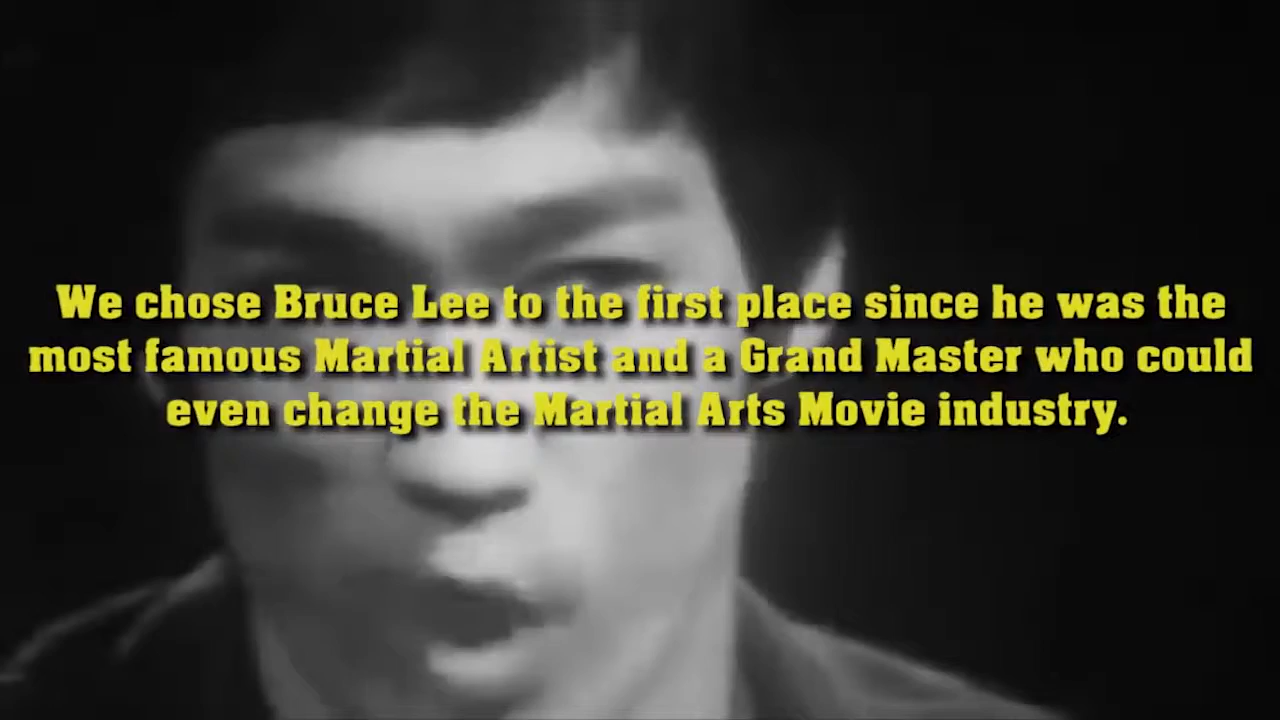 We chose Bruce Lee to the first place since he was the
most famous Martial Artist and a Grand Master who could
even change the Martial Arts Movie industry.